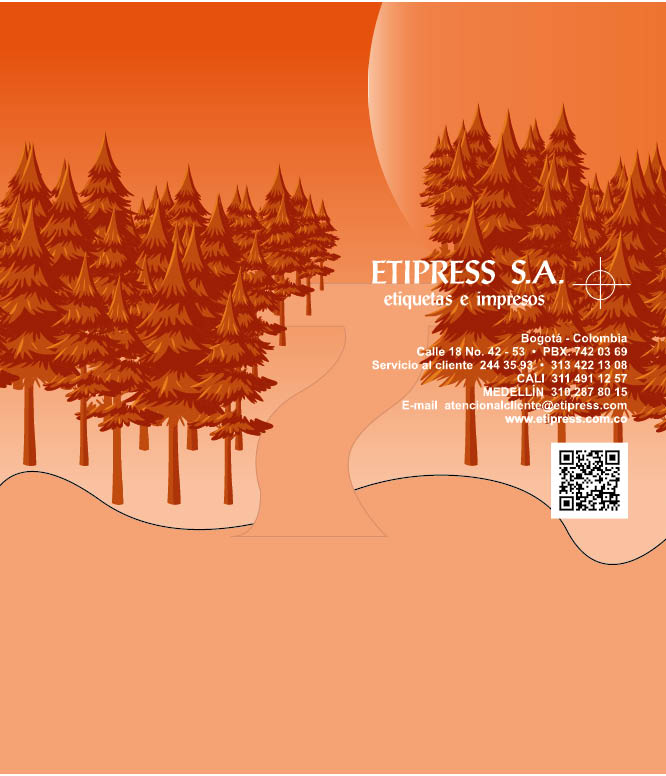 ETIPRESS S.A.
etiquetas e impresos
Bogotá - Colombia
Calle 18 No. 42 - 53 • PBX: 742 03 69
Servicio al cliente 244 35 93 • 313 422 13 08
CALI 311 491 12 57
MEDELLÍN 310 287 80 15
E-mail atencionalcliente@etipress.com
www.etipress.com.co